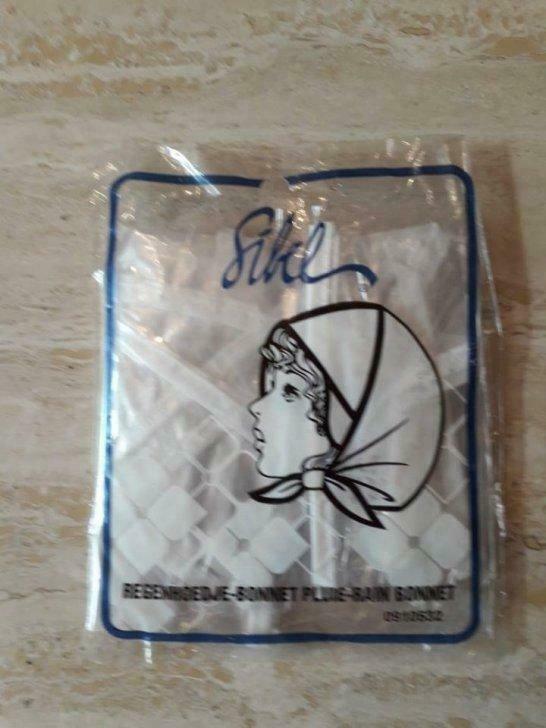 Sibel
REGENHOEDJE-BONNET PLUIE-RAIN BONNET
0910632